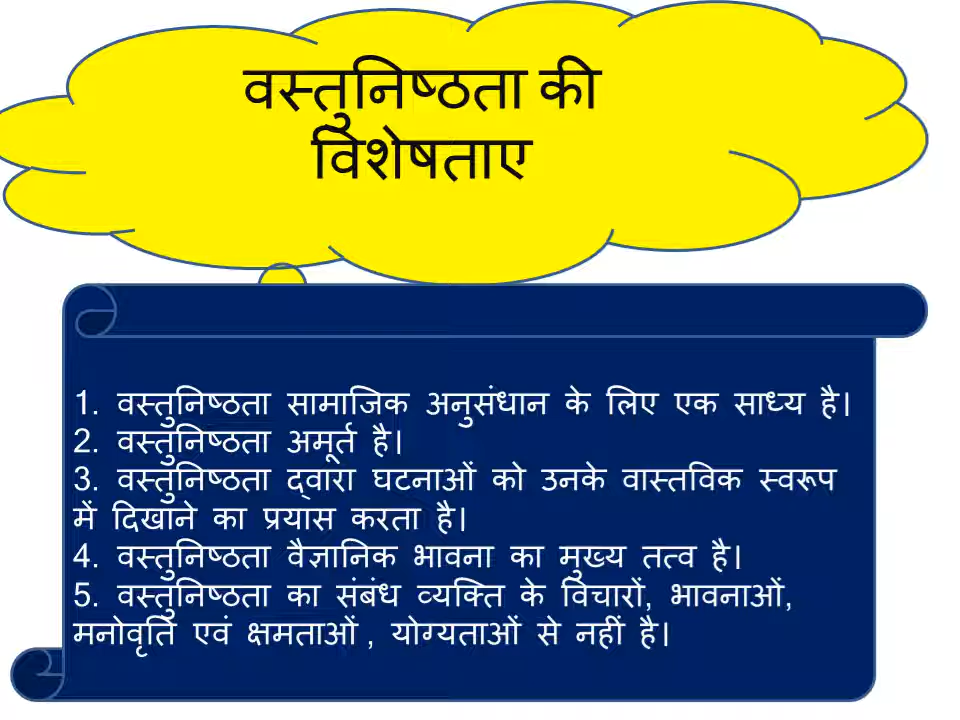 वस्तुनिष्ठता की
विशेषताए
1. वस्तुनिष्ठता सामाजिक अनुसंधान के लिए एक साध्य है।
2. वस्तुनिष्ठता अमूर्त है।
3. वस्तुनिष्ठता द्वारा घटनाओं को उनके वास्तविक स्वरूप
में दिखाने का प्रयास करता है।
4. वस्तुनिष्ठता वैज्ञानिक भावना का मुख्य तत्व है।
5. वस्तुनिष्ठता का संबंध व्यक्ति के विचारों, भावनाओं,
मनोवृति एवं क्षमताओं , योग्यताओं से नहीं है।